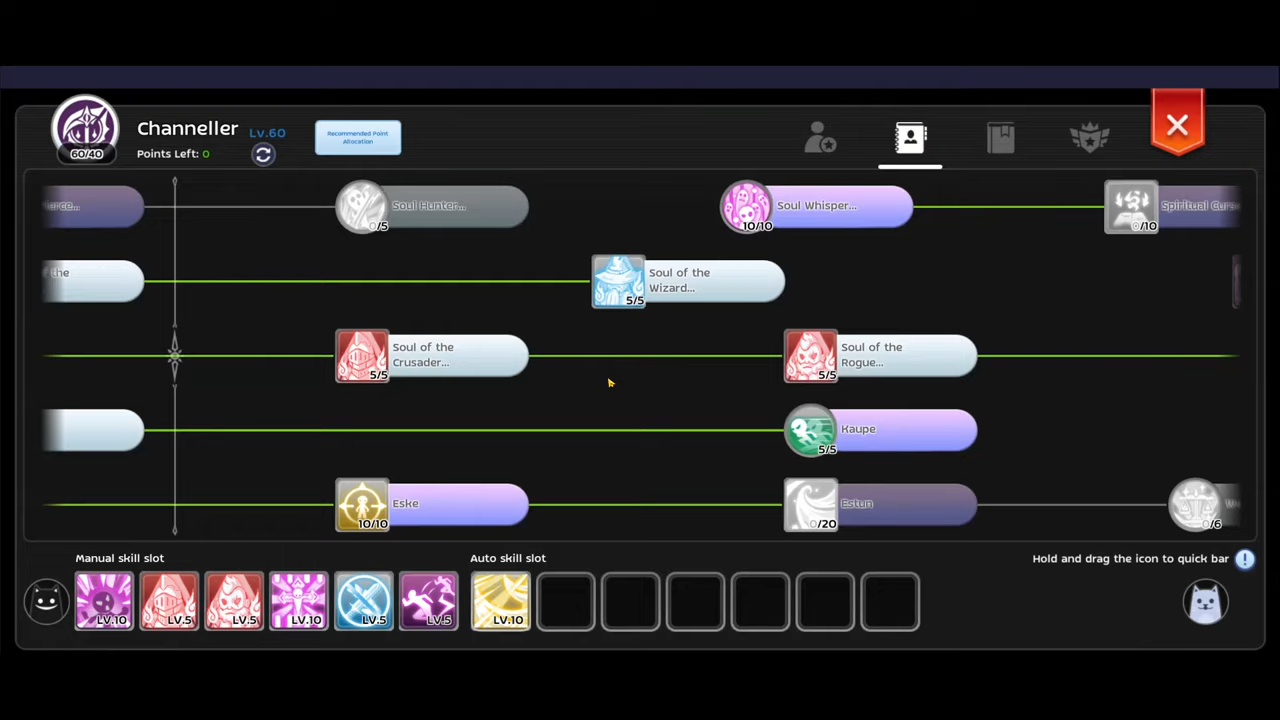 Channeller Lv.60
60/40
Points Left: 0
Recommended Point
Allocation
arce...
Soul Hunter...
0/5
Soul Whisper...
10/10
Spiritual Cur
0/10
the
Soul of the
Wizard...
5/5
Soul of the
Crusader...
5/5
Soul of the
Rogue...
5/5
Kaupe
5/5
Eske
10/10
Estun
0/20
0/6
Manual skill slot
Auto skill slot
Hold and drag the icon to quick bar
LV.10
LV.5
LV.5
LV.10
LV.5
LV.5
LV.10